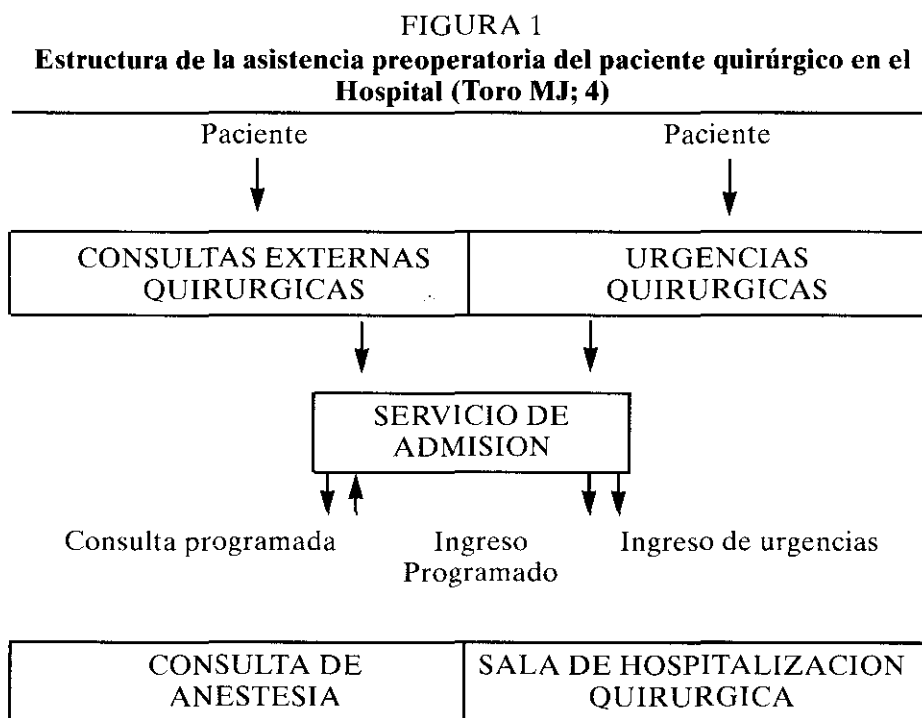 FIGURA 1
Estructura de la asistencia preoperatoria del paciente quirúrgico en el
Hospital (Toro MJ; 4)
Paciente
Paciente
CONSULTAS EXTERNAS
QUIRURGICAS
URGENCIAS
QUIRURGICAS
SERVICIO DE
ADMISION
Consulta programada
Ingreso
Programado
Ingreso de urgencias
CONSULTA DE
ANESTESIA
SALA DE HOSPITALIZACION
QUIRURGICA